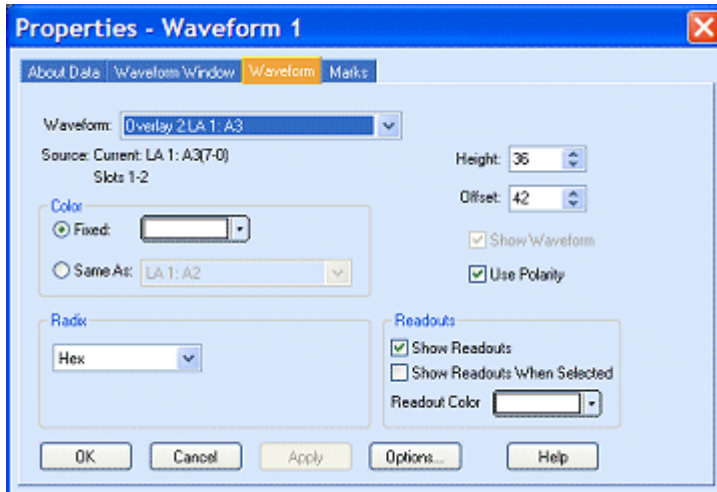 Properties - Waveform 1
About Data Waveform Window Waveform Marks
Waveform: Overlay 2:LA 1: A3
Source: Current: LA 1: A3(7-0)
Slots 1-2
Height: 36
Offset: 42
Color
Fixed:
Same As: LA 1: A2
Show Waveform
Use Polarity
Radix
Hex
Readouts
Show Readouts
Show Readouts When Selected
Readout Color
OK Cancel Apply Options... Help